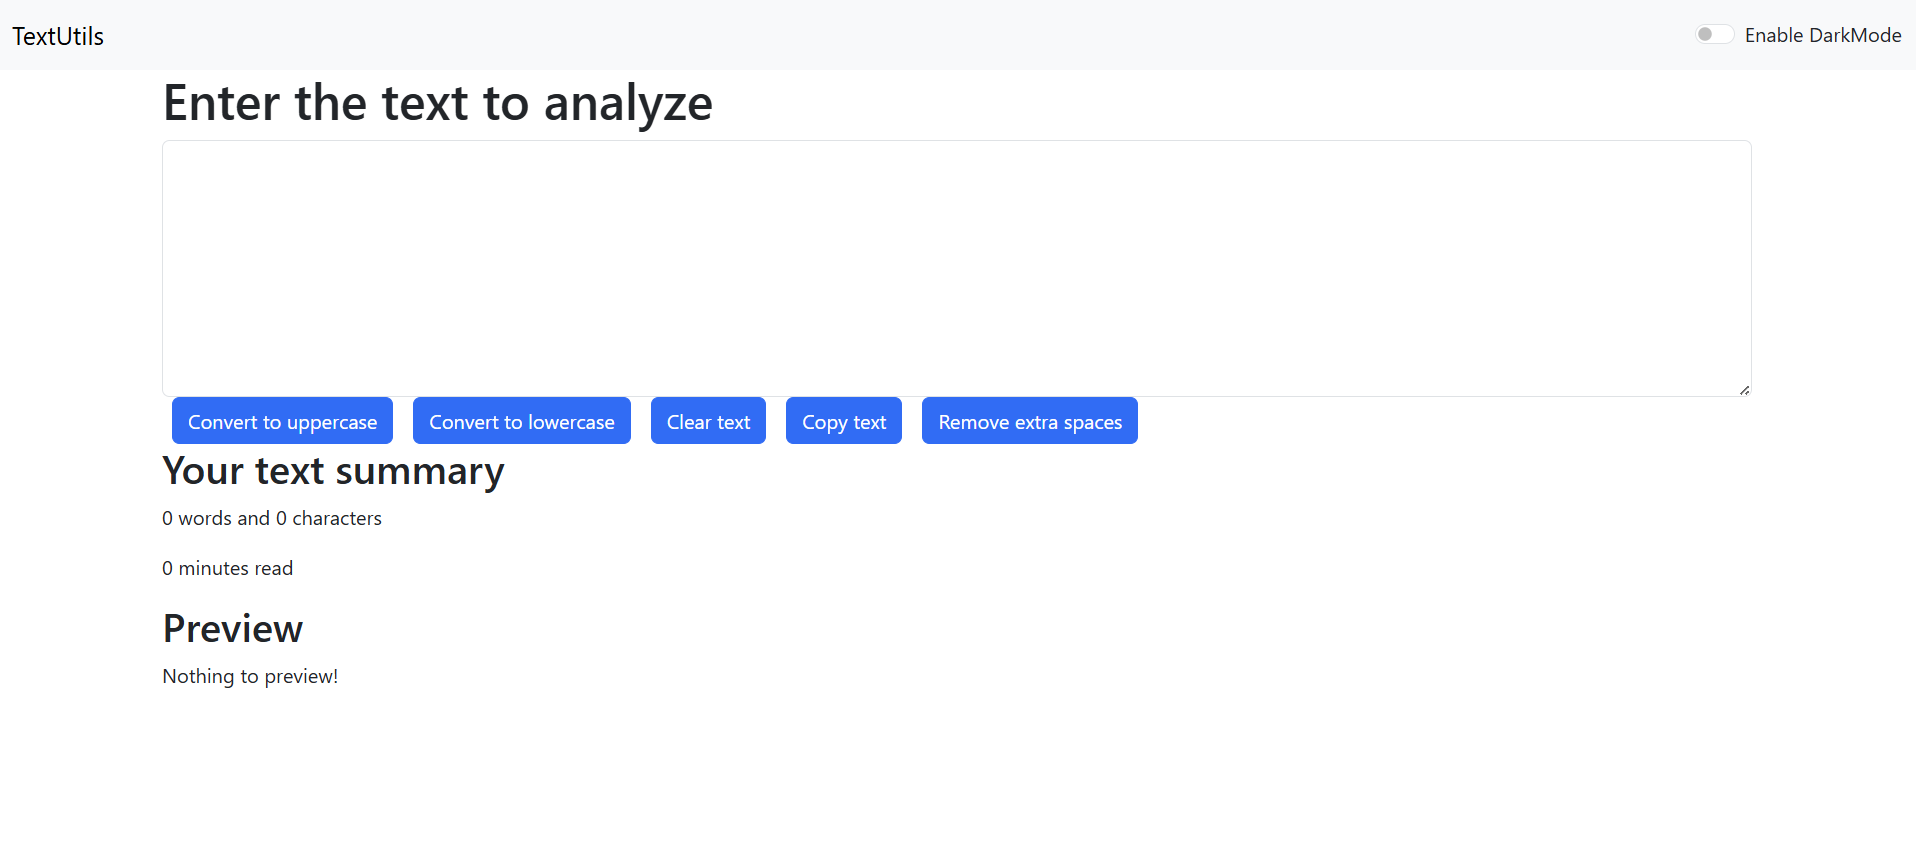 TextUtils
Enable DarkMode
Enter the text to analyze
Convert to uppercase
Convert to lowercase
Clear text
Copy text
Remove extra spaces
Your text summary
0 words and 0 characters
0 minutes read
Preview
Nothing to preview!